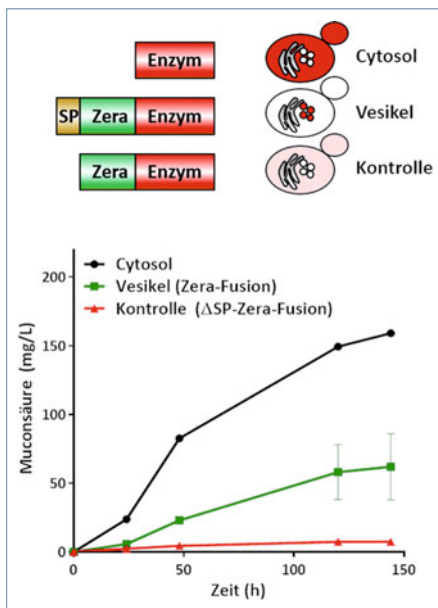 Enzym
Cytosol
SP Zera Enzym
Vesikel
Zera Enzym
Kontrolle
Cytosol
Vesikel (Zera-Fusion)
Kontrolle (ΔSP-Zera-Fusion)
Muconsäure (mg/L)
200
150
100
50
0
0
50
100
150
Zeit (h)